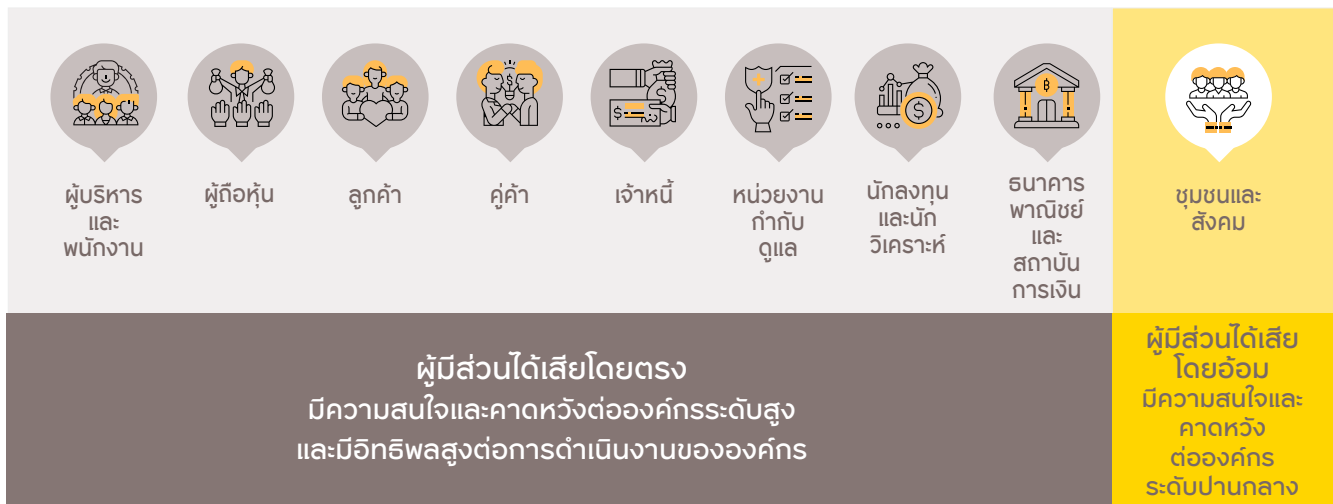 ผู้บริหาร
และ
พนักงาน
ผู้ถือหุ้น
ลูกค้า
คู่ค้า
เจ้าหนี้
หน่วยงาน
กำกับ
ดูแล
นักลงทุน
และนัก
วิเคราะห์
ธนาคาร
พาณิชย์
และ
สถาบัน
การเงิน
ชุมชนและ
สังคม
ผู้มีส่วนได้เสียโดยตรง
มีความสนใจและคาดหวังต่อองค์กรระดับสูง
และมีอิทธิพลสูงต่อการดำเนินงานขององค์กร
ผู้มีส่วนได้เสีย
โดยอ้อม
มีความสนใจและ
คาดหวัง
ต่อองค์กร
ระดับปานกลาง